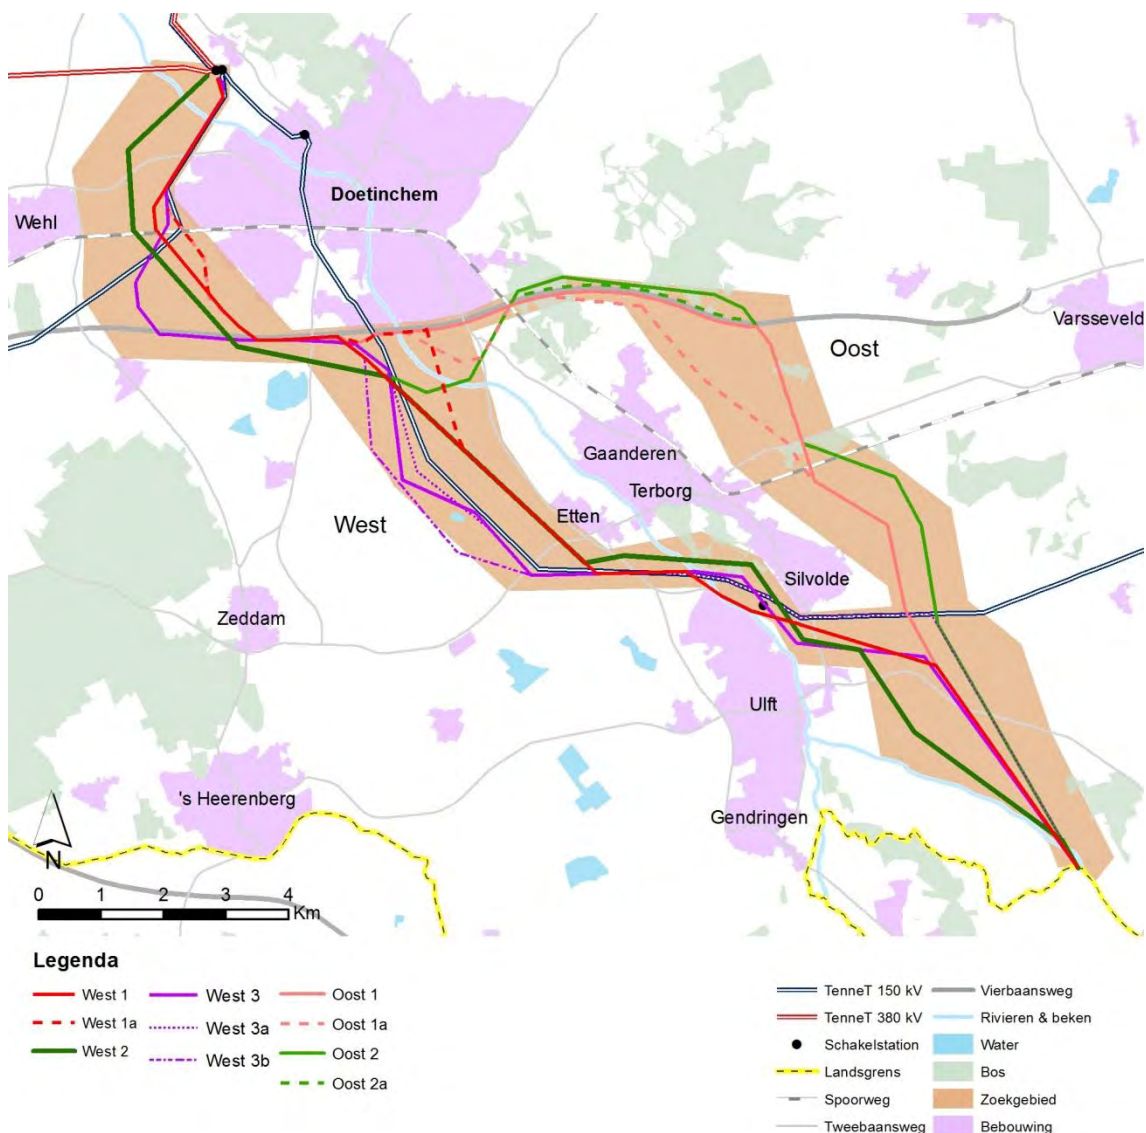 Doetinchem
Wehl
Varsseveld
Oost
Gaanderen
Terborg
Etten
West
Silvolde
Zeddam
Ulft
's Heerenberg
Gendringen
N
0 1 2 3 4
Km
Legenda
West 1
West 1a
West 2
West 3
West 3a
West 3b
Oost 1
Oost 1a
Oost 2
Oost 2a
TenneT 150 kV
TenneT 380 kV
Schakelstation
Landsgrens
Spoorweg
Tweebaansweg
Vierbaansweg
Rivieren & beken
Water
Bos
Zoekgebied
Bebouwing